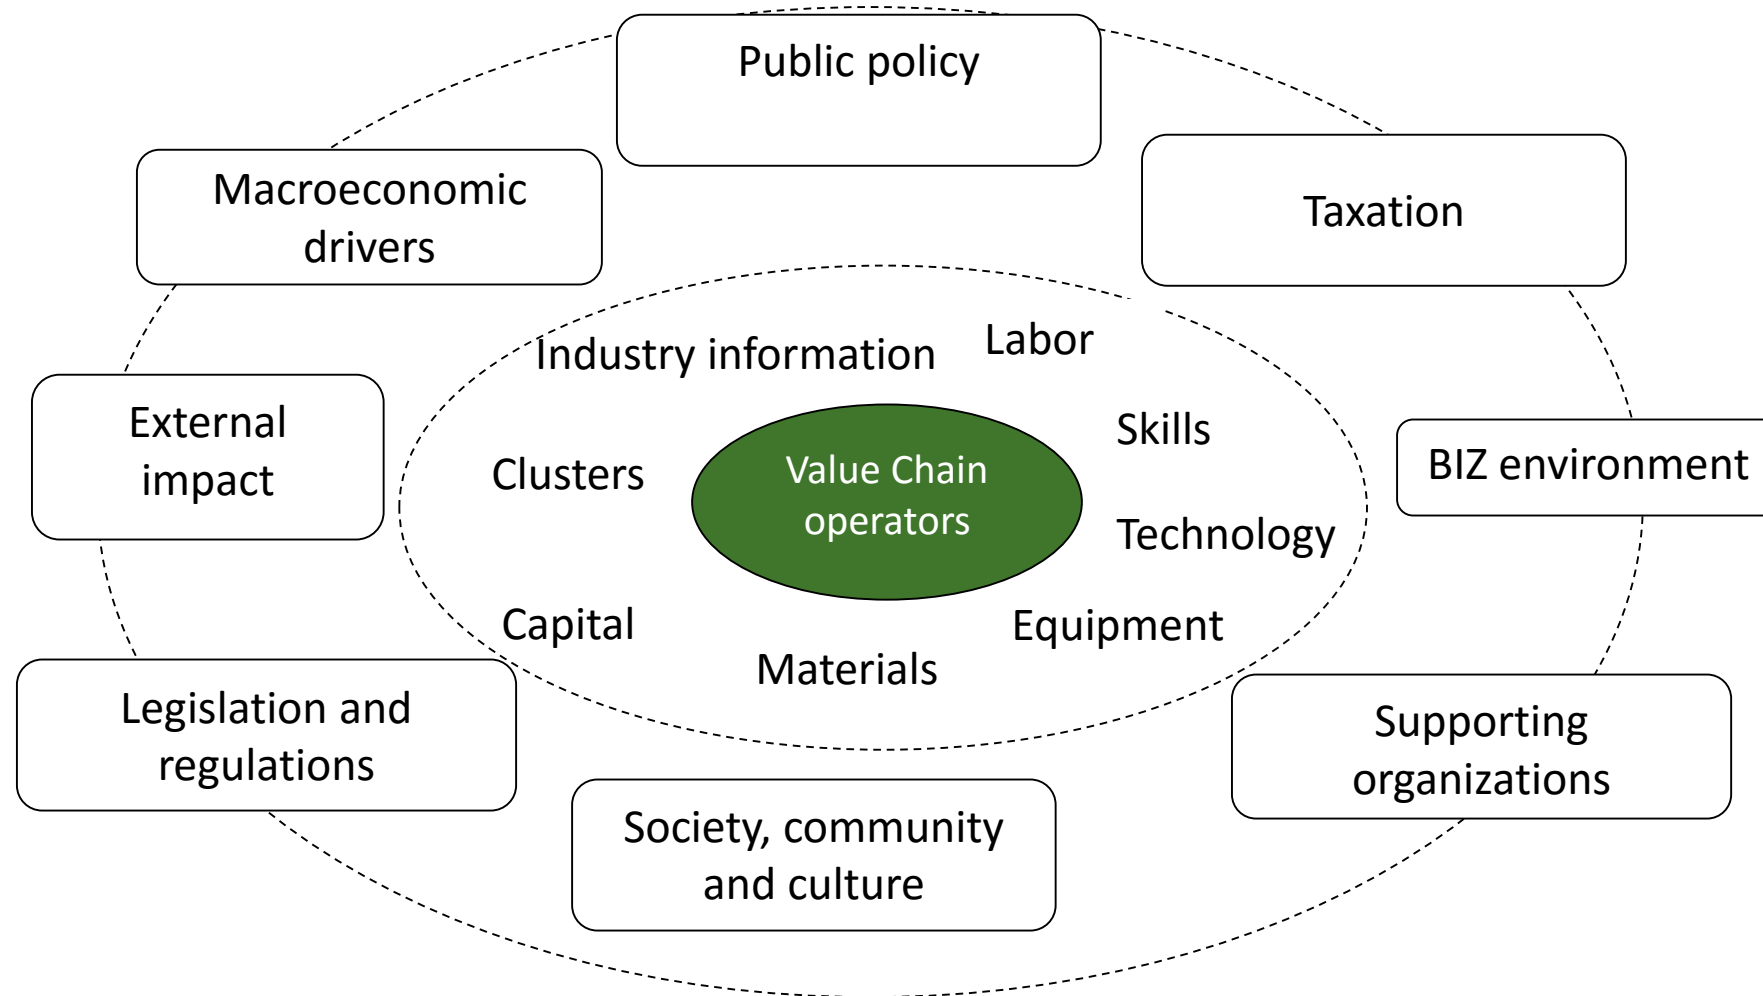 Public policy
Macroeconomic
drivers
Taxation
Industry information
Labor
External
impact
Skills
BIZ environment
Clusters
Value Chain
operators
Technology
Capital
Equipment
Materials
Legislation and
regulations
Supporting
organizations
Society, community
and culture